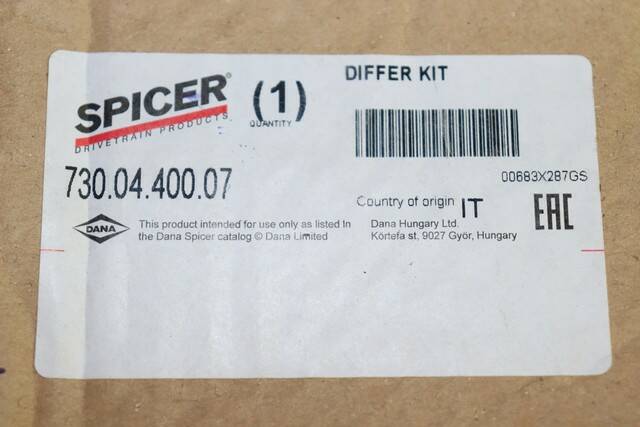 SPICER®
DRIVETRAIN PRODUCTS
(1)
QUANTITY
DIFFER KIT
730.04.400.07
00683X287GS
Country of origin IT
EAC
DANA
This product intended for use only as listed In
the Dana Spicer catalog © Dana Limited
Dana Hungary Ltd.
Körtefa st. 9027 Györ, Hungary